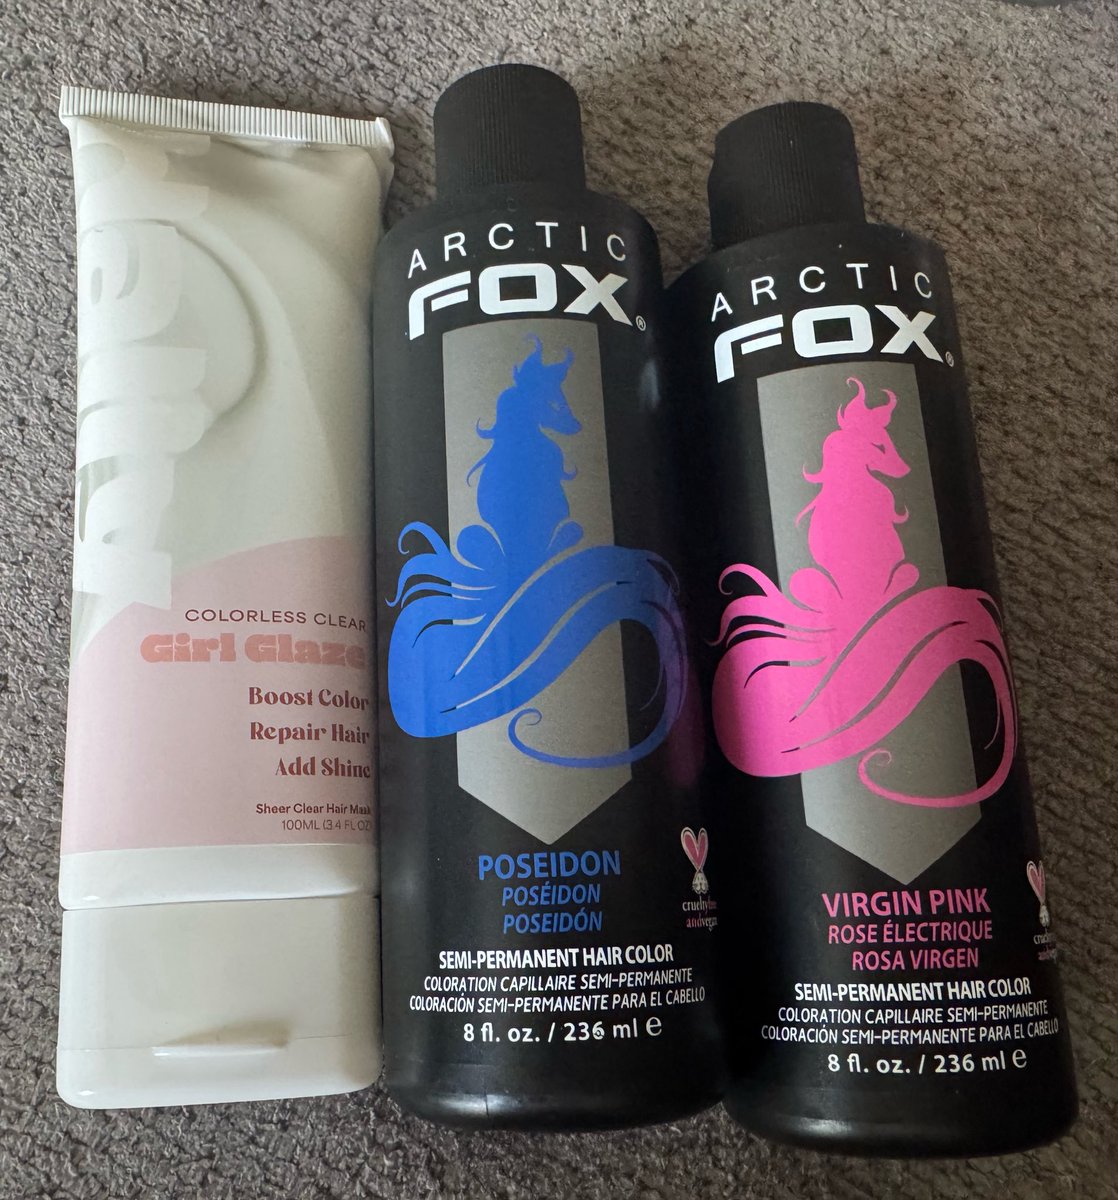 COLORLESS CLEAR
Girl Glaze
Boost Color
Repair Hair
Add Shine
Sheer Clear Hair Mask
100ML (3.4 FL OZ)
ARCTIC
FOX®
POSEIDON
POSÉIDON
POSEIDÓN
crueltyfree
andvegan
SEMI-PERMANENT HAIR COLOR
COLORATION CAPILLAIRE SEMI-PERMANENTE
COLORACIÓN SEMI-PERMANENTE PARA EL CABELLO
8 fl. oz. / 236 ml e
ARCTIC
FOX®
VIRGIN PINK
ROSE ÉLECTRIQUE
ROSA VIRGEN
SEMI-PERMANENT HAIR COLOR
COLORATION CAPILLAIRE SEMI-PERMANENTE
COLORACIÓN SEMI-PERMANENTE PARA EL CABELLO
8 fl. oz. / 236 ml e